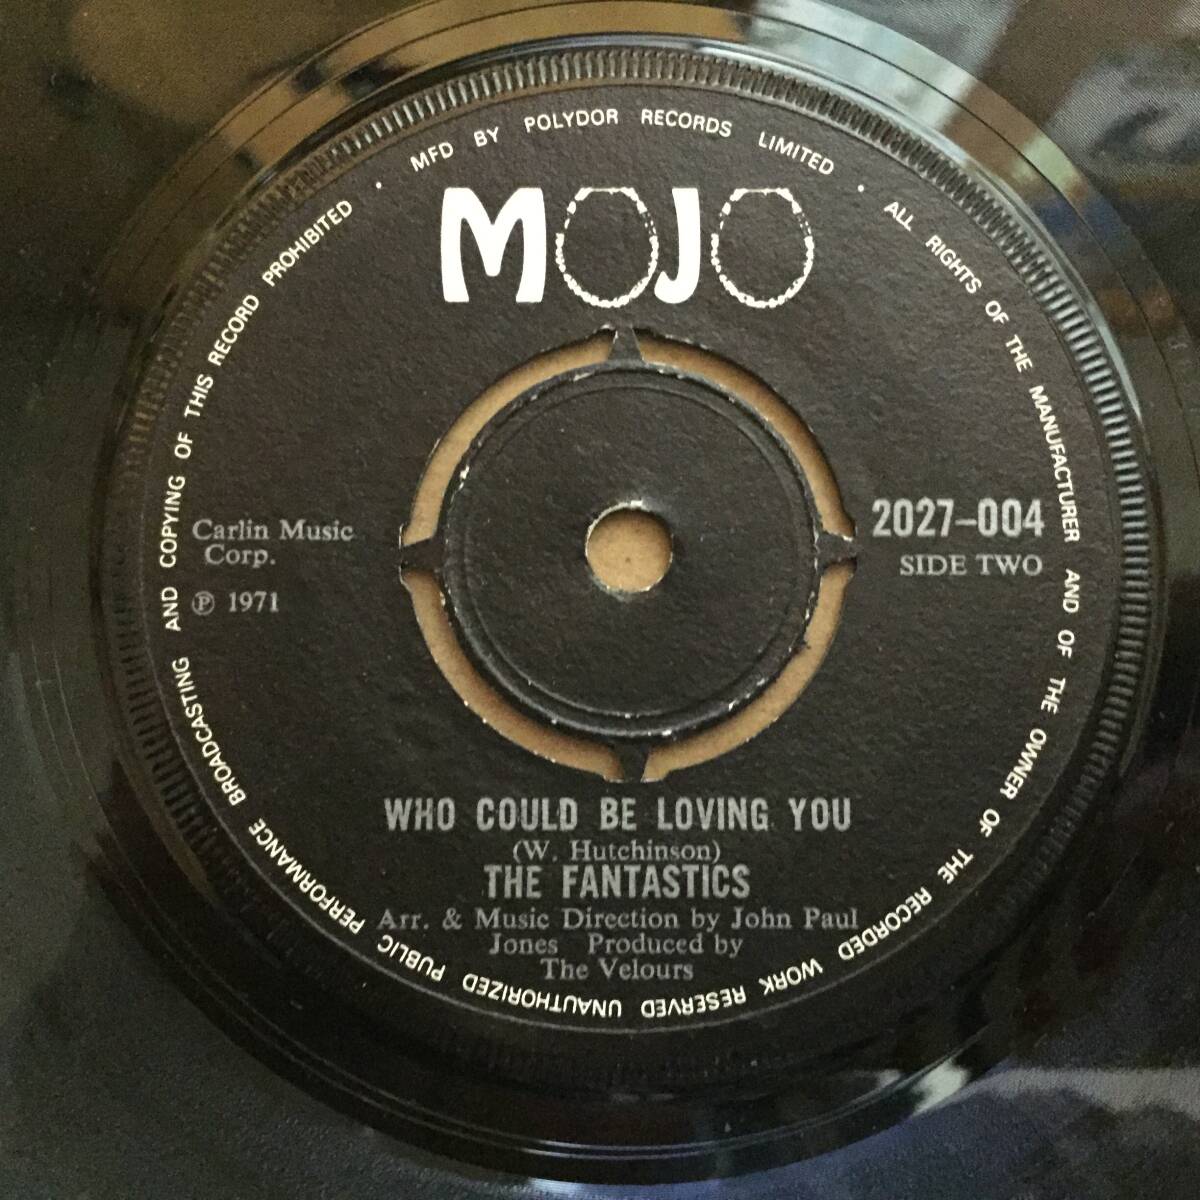 MFD BY POLYDOR RECORDS LIMITED · ALL RIGHTS OF THE MANUFACTURER AND OF THE OWNER OF THE RECORDED WORK RESERVED UNAUTHORIZED PUBLIC PERFORMANCE BROADCASTING AND COPYING OF THIS RECORD PROHIBITED ·
MOJO
Carlin Music
Corp.
℗ 1971
2027-004
SIDE TWO
WHO COULD BE LOVING YOU
(W. Hutchinson)
THE FANTASTICS
Arr. & Music Direction by John Paul
Jones Produced by
The Velours